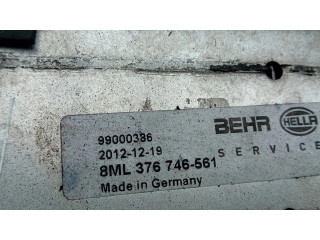 99000386
2012-12-19
8ML 376 746-561
Made in Germany
BEHR HELLA
SERVICE